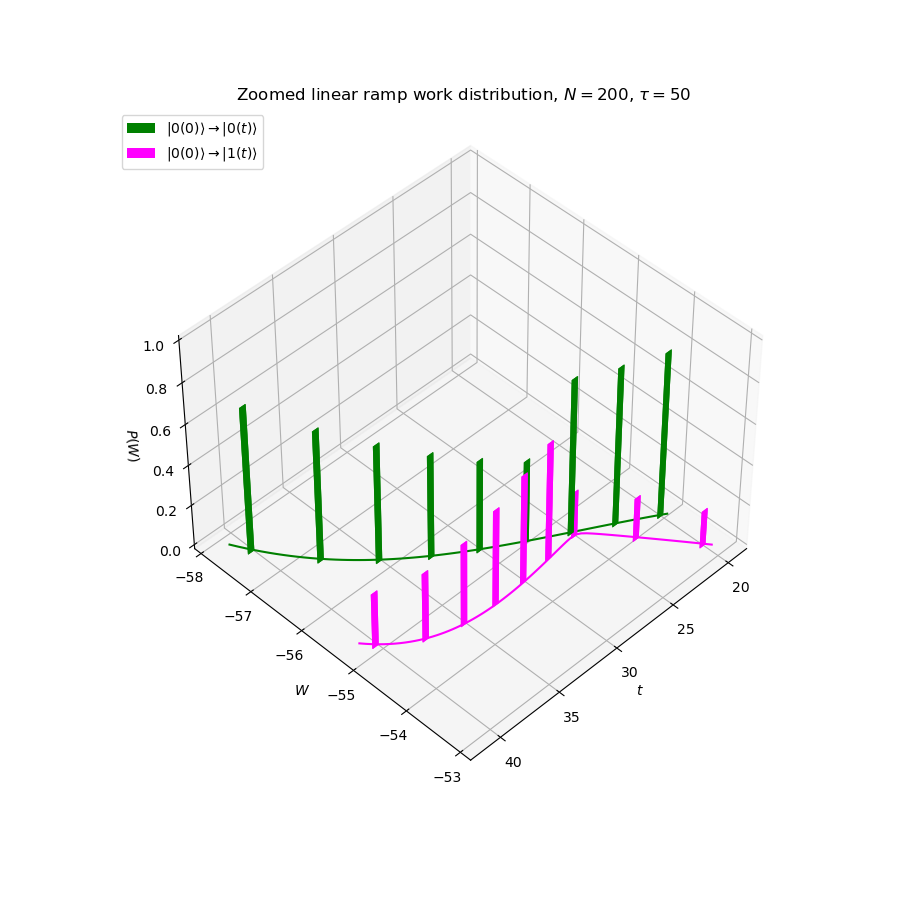 Zoomed linear ramp work distribution, N = 200, τ = 50
|0(0)⟩ → |0(t)⟩
|0(0)⟩ → |1(t)⟩
1.0
0.8
0.6
0.4
0.2
0.0
P(W)
−58
−57
−56
−55
−54
−53
W
40
35
30
25
20
t